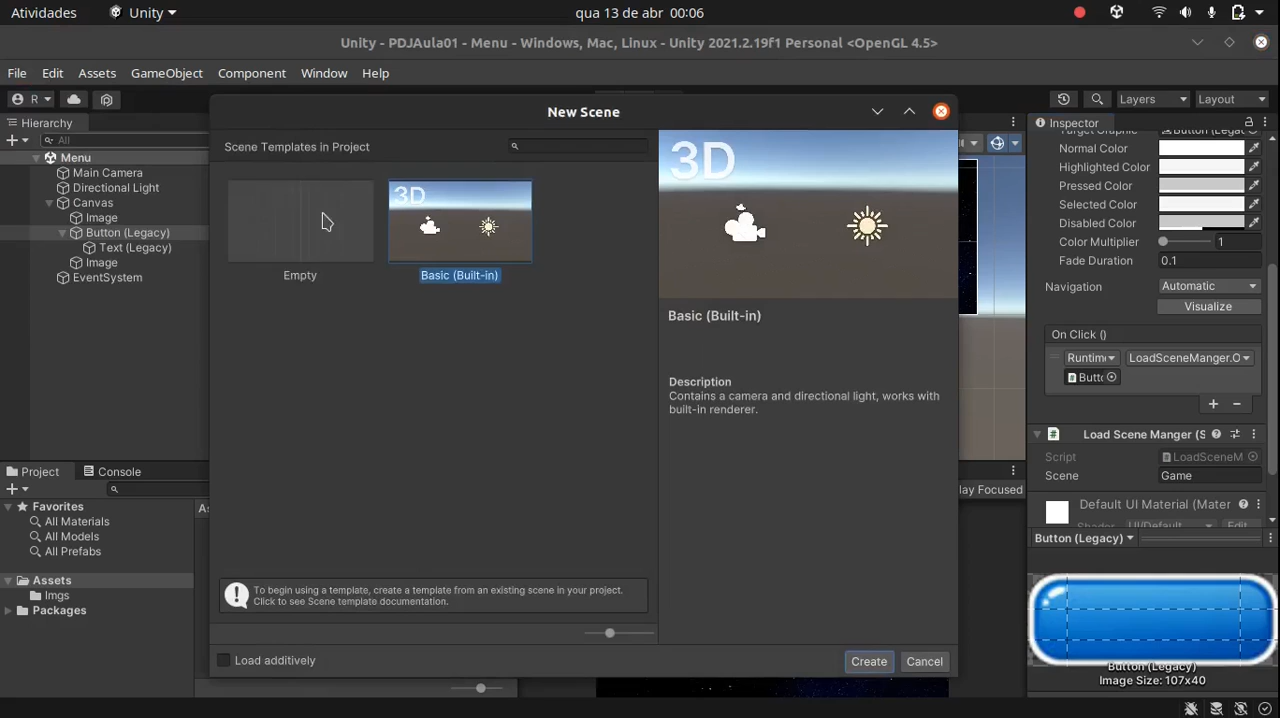 Atividades
Unity
qua 13 de abr 00:06
Unity - PDJAula01 - Menu - Windows, Mac, Linux - Unity 2021.2.19f1 Personal <OpenGL 4.5>
File Edit Assets GameObject Component Window Help
R
Layers
Layout
Hierarchy
All
Menu
Main Camera
Directional Light
Canvas
Image
Button (Legacy)
Text (Legacy)
Image
EventSystem
Project
Console
Favorites
All Materials
All Models
All Prefabs
Assets
Imgs
Packages
New Scene
Scene Templates in Project
3D
Empty
Basic (Built-in)
To begin using a template, create a template from an existing scene in your project.
Click to see Scene template documentation.
Load additively
3D
Basic (Built-in)
Description
Contains a camera and directional light, works with
built-in renderer.
Create
Cancel
lay Focused
Inspector
Normal Color
Highlighted Color
Pressed Color
Selected Color
Disabled Color
Color Multiplier 1
Fade Duration 0.1
Navigation Automatic
Visualize
On Click ()
Runtime LoadSceneManger.O
Butto
+ -
Load Scene Manger (S
Script LoadSceneM
Scene Game
Default UI Material (Mater
Button (Legacy)
Button (Legacy)
Image Size: 107x40